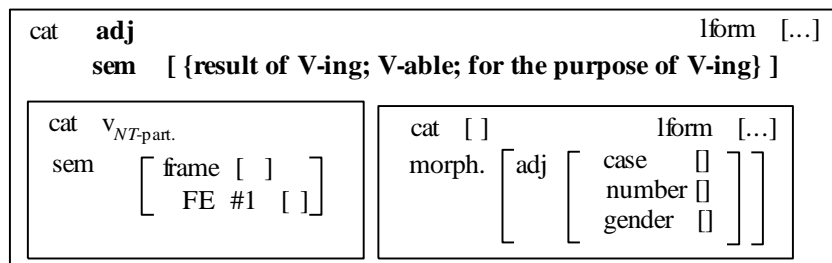 cat adj lform [...]
sem [ {result of V-ing; V-able; for the purpose of V-ing} ]
cat v_NT-part.
sem [ frame [ ]
FE #1 [ ] ]
cat [ ] lform [...]
morph. [ adj [ case []
number []
gender [] ] ]